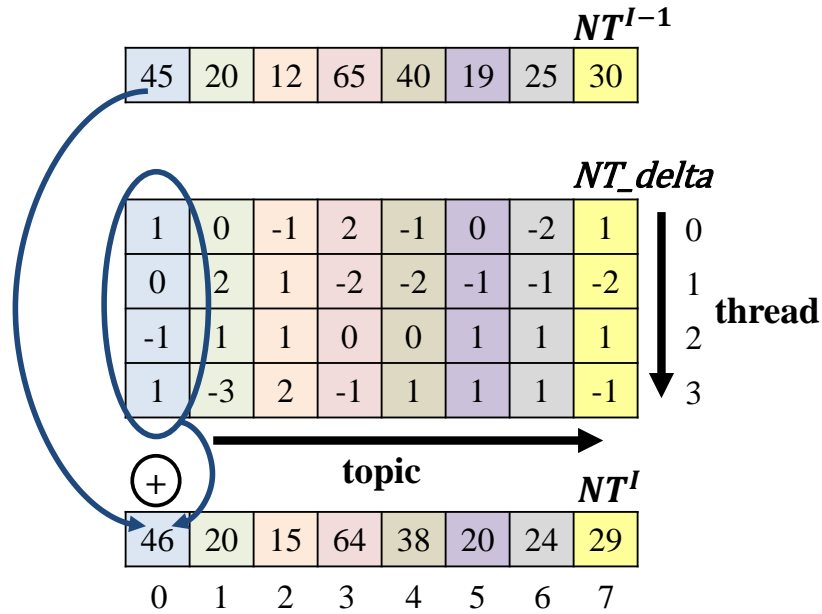 NT^{I-1}
45 20 12 65 40 19 25 30
NT_delta
1 0 -1 2 -1 0 -2 1 0
0 2 1 -2 -2 -1 -1 -2 1
thread
-1 1 1 0 0 1 1 1 2
1 -3 2 -1 1 1 1 -1 3
topic
+
NT^I
46 20 15 64 38 20 24 29
0 1 2 3 4 5 6 7